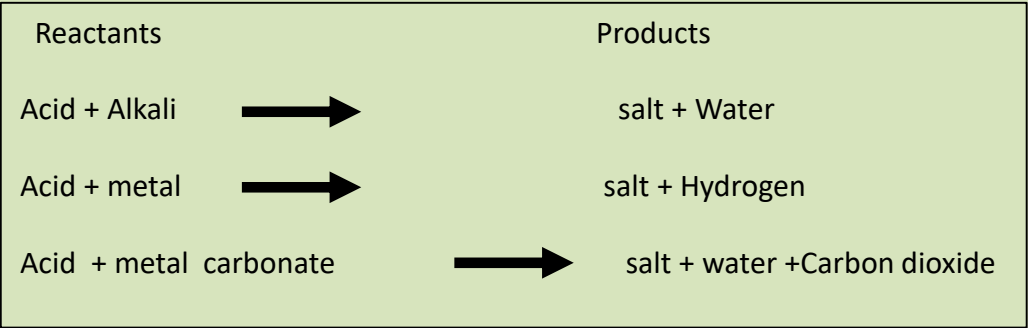 Reactants Products
Acid + Alkali salt + Water
Acid + metal salt + Hydrogen
Acid + metal carbonate salt + water +Carbon dioxide